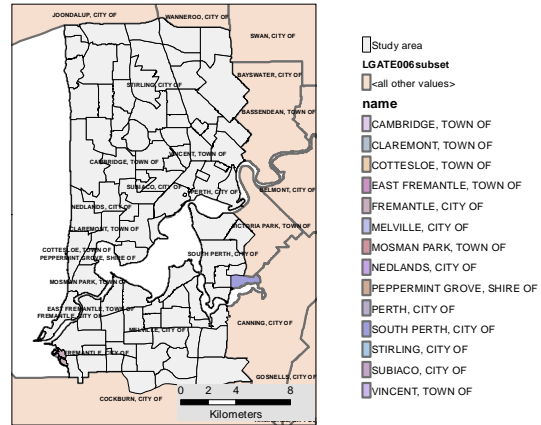 JOONDALUP, CITY OF
WANNEROO, CITY OF
SWAN, CITY OF
BAYSWATER, CITY OF
STIRLING, CITY OF
BASSENDEAN, TOWN OF
VINCENT, TOWN OF
CAMBRIDGE, TOWN OF
SUBIACO, CITY OF
PERTH, CITY OF
BELMONT, CITY OF
NEDLANDS, CITY OF
CLAREMONT, TOWN OF
VICTORIA PARK, TOWN OF
COTTESLOE, TOWN OF
PEPPERMINT GROVE, SHIRE OF
SOUTH PERTH, CITY OF
MOSMAN PARK, TOWN OF
EAST FREMANTLE, TOWN OF
FREMANTLE, CITY OF
MELVILLE, CITY OF
CANNING, CITY OF
FREMANTLE, CITY OF
GOSNELLS, CITY OF
COCKBURN, CITY OF
0 2 4 8
Kilometers
Study area
LGATE006subset
<all other values>
name
CAMBRIDGE, TOWN OF
CLAREMONT, TOWN OF
COTTESLOE, TOWN OF
EAST FREMANTLE, TOWN OF
FREMANTLE, CITY OF
MELVILLE, CITY OF
MOSMAN PARK, TOWN OF
NEDLANDS, CITY OF
PEPPERMINT GROVE, SHIRE OF
PERTH, CITY OF
SOUTH PERTH, CITY OF
STIRLING, CITY OF
SUBIACO, CITY OF
VINCENT, TOWN OF